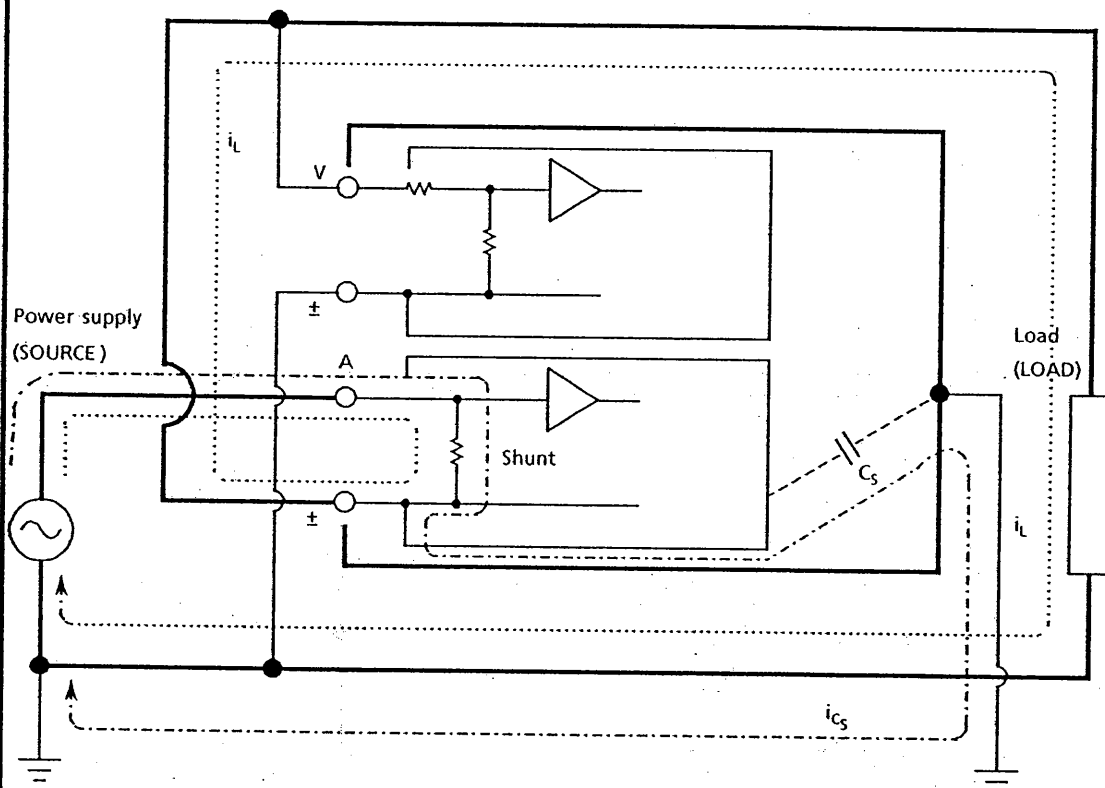 i_L
V
±
Power supply
(SOURCE)
A
Load
(LOAD)
Shunt
C_S
±
i_L
i_Cs